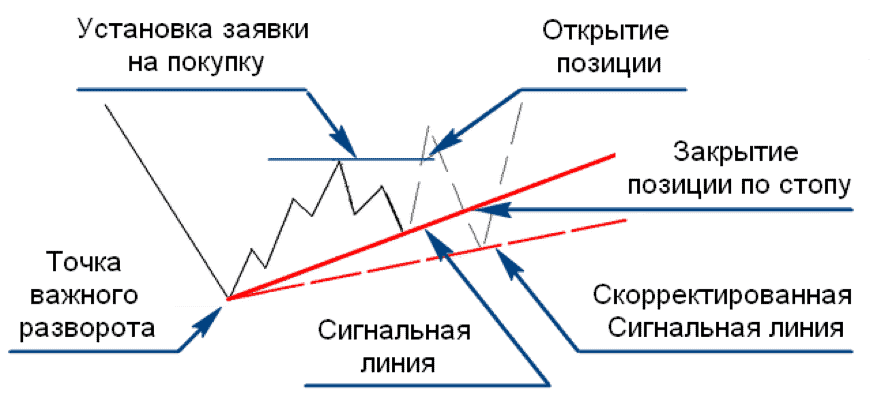 Установка заявки
на покупку
Открытие
позиции
Закрытие
позиции по стопу
Точка
важного
разворота
Сигнальная
линия
Скорректированная
Сигнальная линия